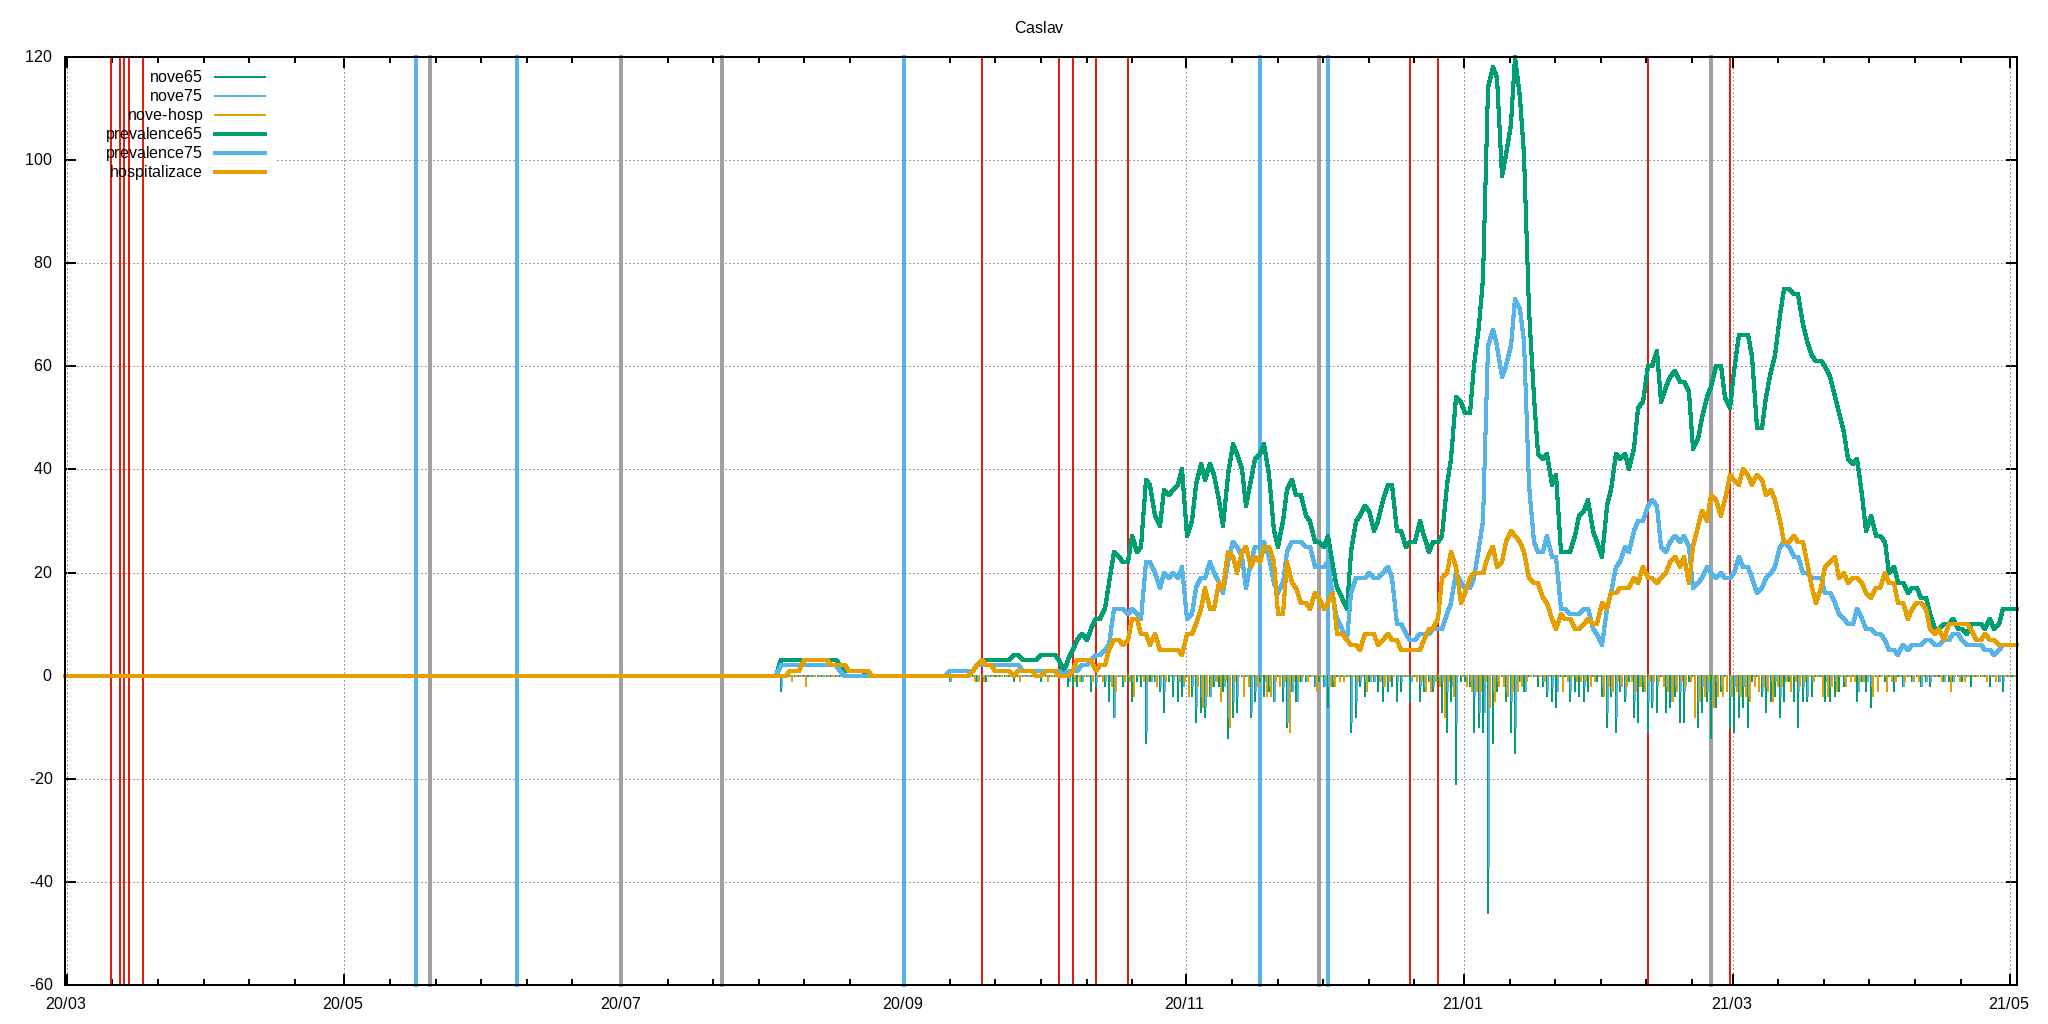 Caslav
120
100
80
60
40
20
0
-20
-40
-60
nove65
nove75
nove-hosp
prevalence65
prevalence75
hospitalizace
20/03 20/05 20/07 20/09 20/11 21/01 21/03 21/05